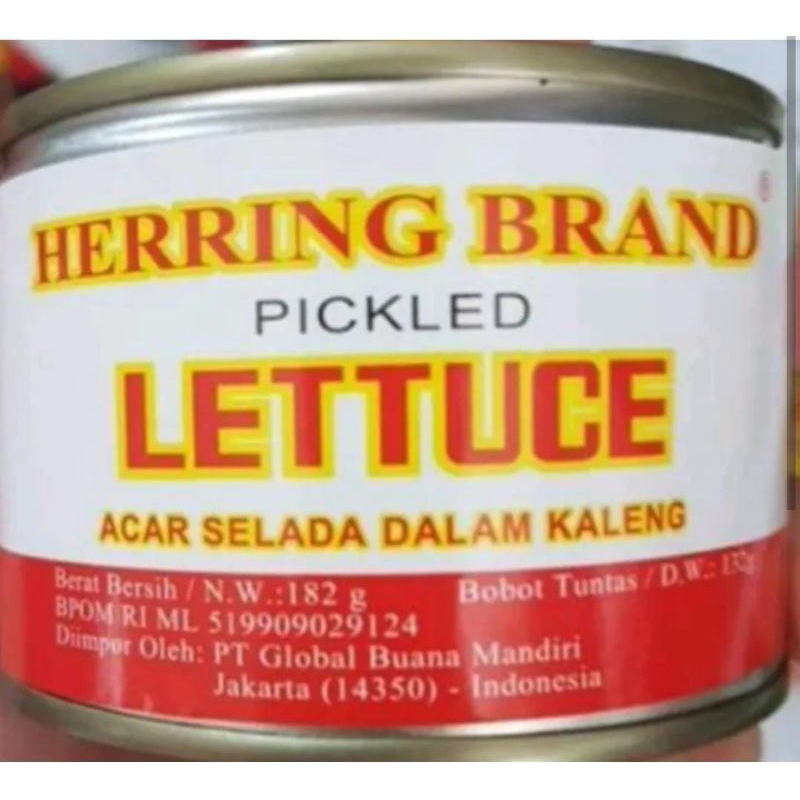 HERRING BRAND
PICKLED
LETTUCE
ACAR SELADA DALAM KALENG
Berat Bersih / N.W.:182 g Bobot Tuntas / D.W.: 132g
BPOM RI ML 519909029124
Diimpor Oleh: PT Global Buana Mandiri
Jakarta (14350) - Indonesia